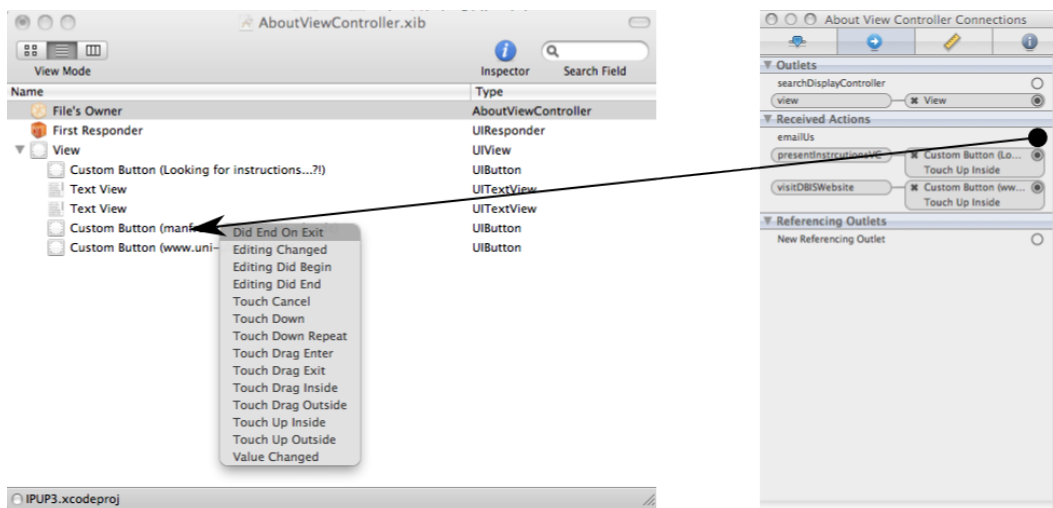 AboutViewController.xib
View Mode
Inspector
Search Field
Name Type
File's Owner AboutViewController
First Responder UIResponder
View UIView
Custom Button (Looking for instructions...?!) UIButton
Text View UITextView
Text View UITextView
Custom Button (manf UIButton
Custom Button (www.uni- UIButton
Did End On Exit
Editing Changed
Editing Did Begin
Editing Did End
Touch Cancel
Touch Down
Touch Down Repeat
Touch Drag Enter
Touch Drag Exit
Touch Drag Inside
Touch Drag Outside
Touch Up Inside
Touch Up Outside
Value Changed
IPUP3.xcodeproj
About View Controller Connections
Outlets
searchDisplayController
view View
Received Actions
emailUs
presentInstrcutionsVC Custom Button (Lo...
Touch Up Inside
visitDBISWebsite Custom Button (ww...
Touch Up Inside
Referencing Outlets
New Referencing Outlet